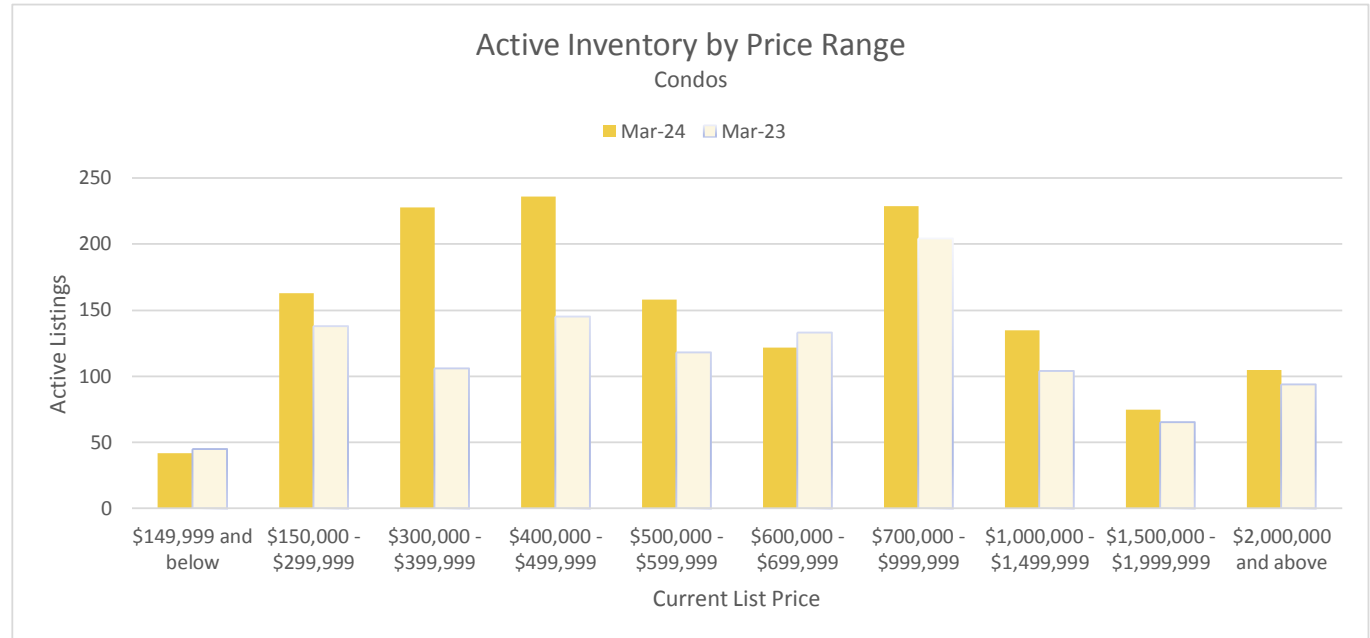 Active Inventory by Price Range
Condos
Mar-24 Mar-23
250
200
150
100
50
0
Active Listings
$149,999 and $150,000 - $300,000 - $400,000 - $500,000 - $600,000 - $700,000 - $1,000,000 - $1,500,000 - $2,000,000
below $299,999 $399,999 $499,999 $599,999 $699,999 $999,999 $1,499,999 $1,999,999 and above
Current List Price